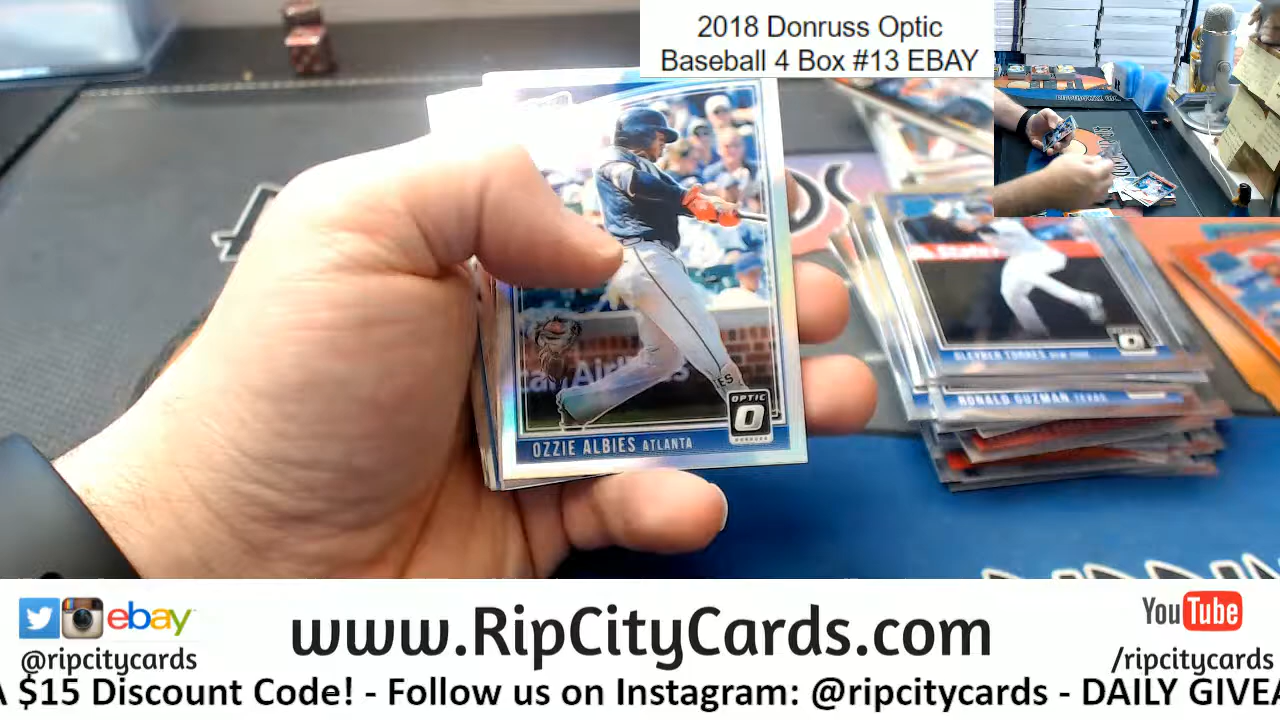 2018 Donruss Optic
Baseball 4 Box #13 EBAY
OPTIC
OZZIE ALBIES ATLANTA
GLEYBER TORRES NEW YORK
RONALD GUZMAN TEXAS
ebay
@ripcitycards
www.RipCityCards.com
YouTube
/ripcitycards
A $15 Discount Code! - Follow us on Instagram: @ripcitycards - DAILY GIVEA